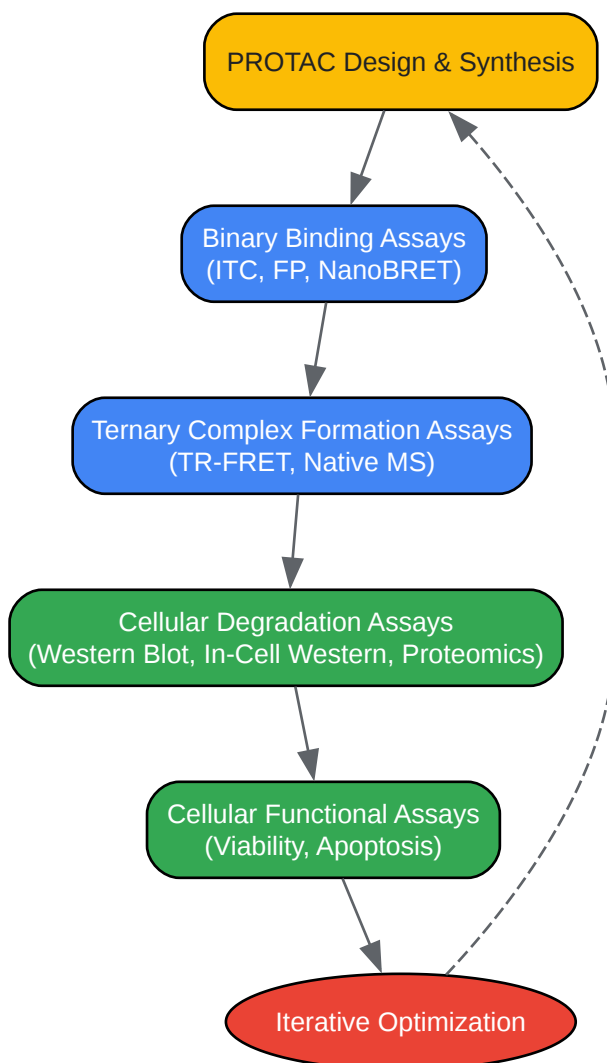 PROTAC Design & Synthesis
Binary Binding Assays
(ITC, FP, NanoBRET)
Ternary Complex Formation Assays
(TR-FRET, Native MS)
Cellular Degradation Assays
(Western Blot, In-Cell Western, Proteomics)
Cellular Functional Assays
(Viability, Apoptosis)
Iterative Optimization